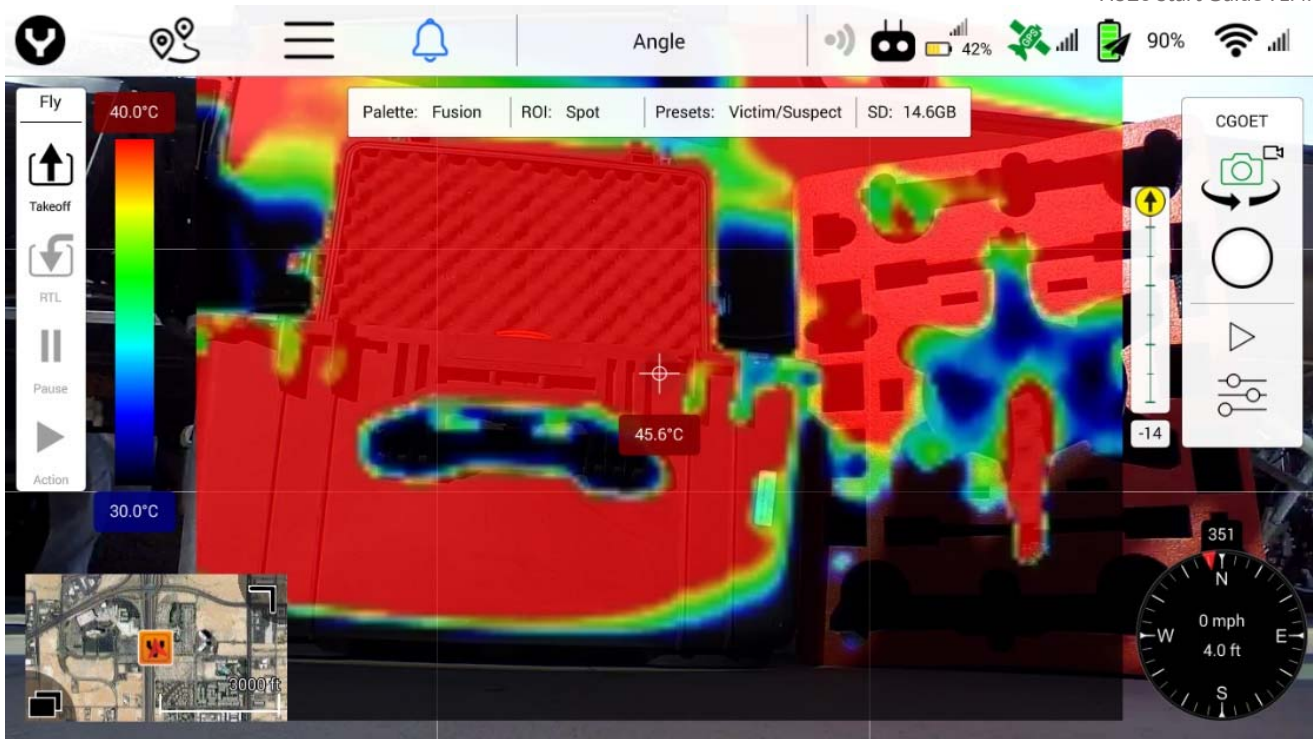 Angle
42%
GPS
90%
Fly
40.0°C
Palette: Fusion
ROI: Spot
Presets: Victim/Suspect
SD: 14.6GB
CGOET
Takeoff
RTL
Pause
45.6°C
-14
Action
30.0°C
351
N
0 mph
W
E
4.0 ft
3000 ft
S